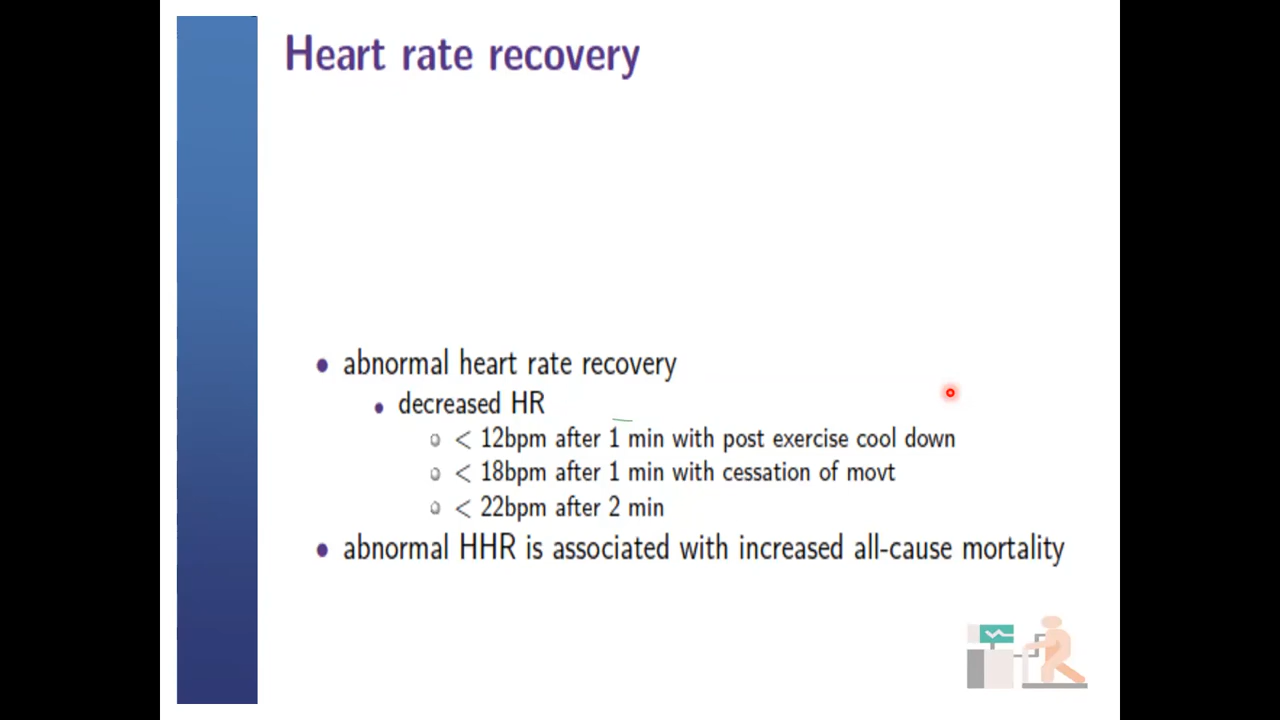 Heart rate recovery
abnormal heart rate recovery
decreased HR
< 12bpm after 1 min with post exercise cool down
< 18bpm after 1 min with cessation of movt
< 22bpm after 2 min
abnormal HHR is associated with increased all-cause mortality